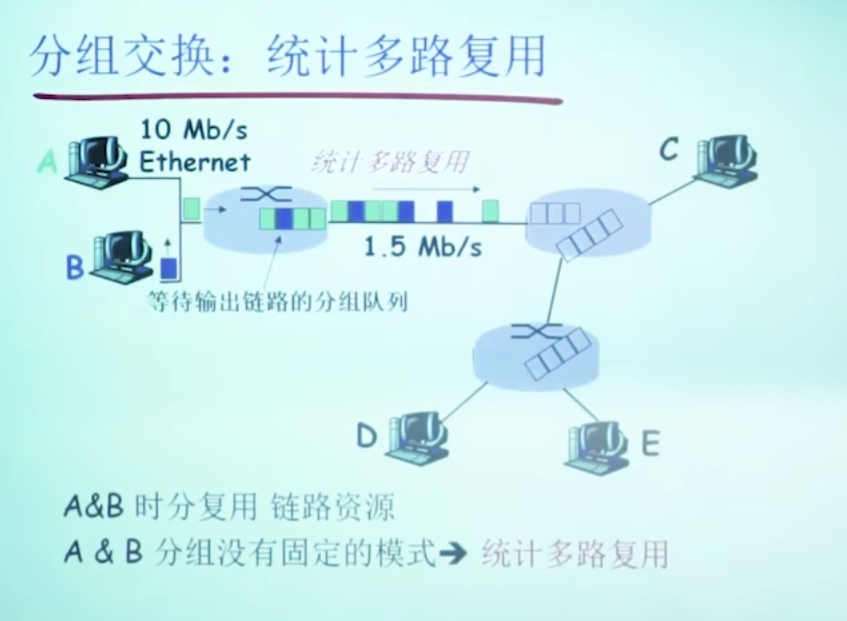 分组交换：统计多路复用
A
10 Mb/s
Ethernet
统计多路复用
C
B
1.5 Mb/s
等待输出链路的分组队列
D
E
A&B 时分复用 链路资源
A & B 分组没有固定的模式➔ 统计多路复用